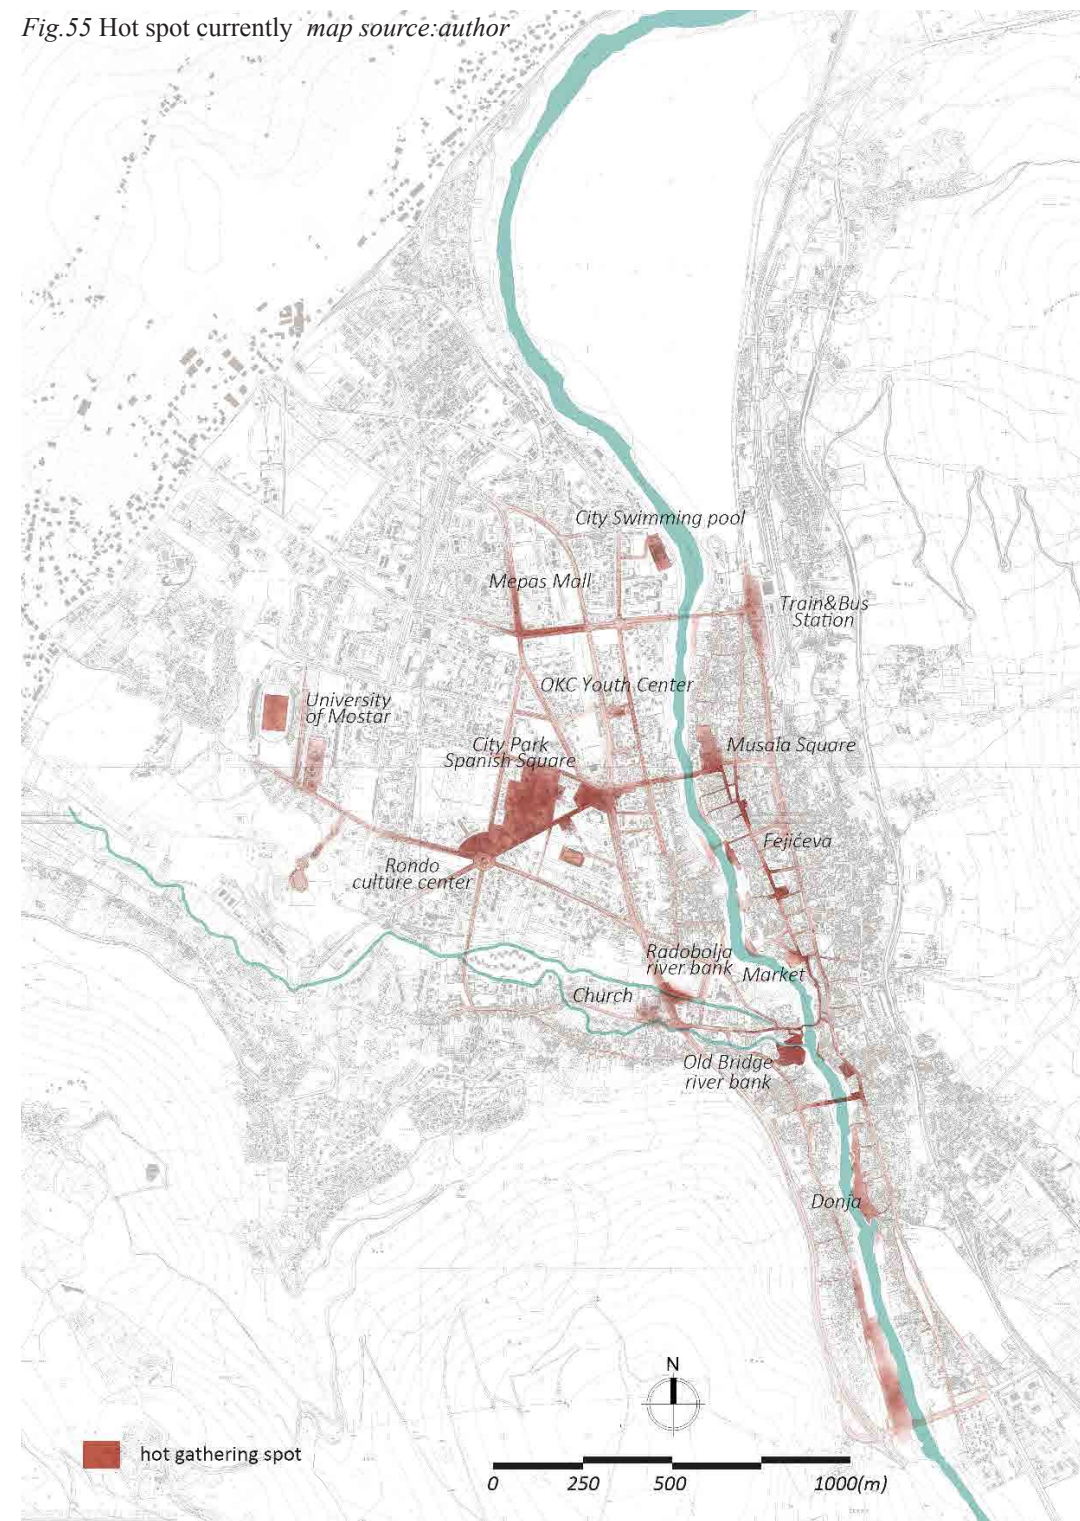 Fig.55 Hot spot currently map source:author
City Swimming pool
Mepas Mall
Train&Bus
Station
OKC Youth Center
University
of Mostar
City Park
Spanish Square
Musala Square
Fejićeva
Rondo
culture center
Radobolja
river bank
Market
Church
Old Bridge
river bank
Donja
N
hot gathering spot
0 250 500 1000(m)